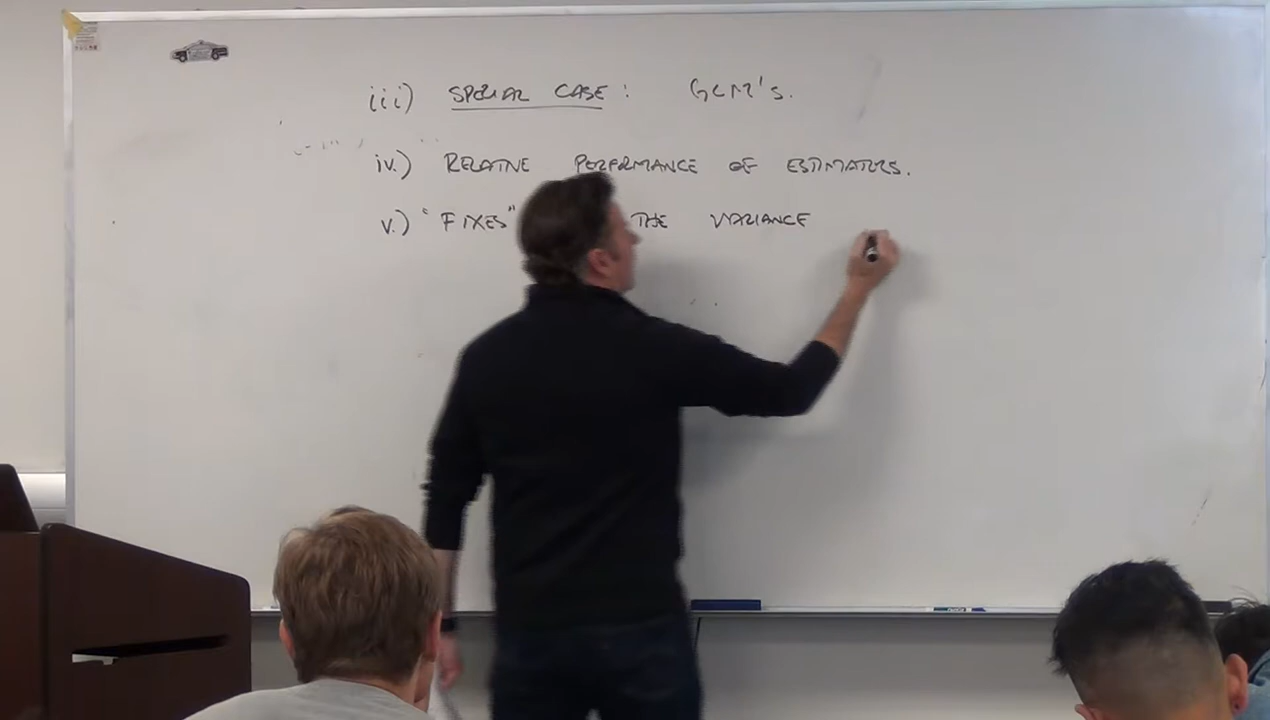 iii) SPECIAL CASE: GLM's.
iv.) RELATIVE PERFORMANCE OF ESTIMATORS.
v.) "FIXES" THE VARIANCE